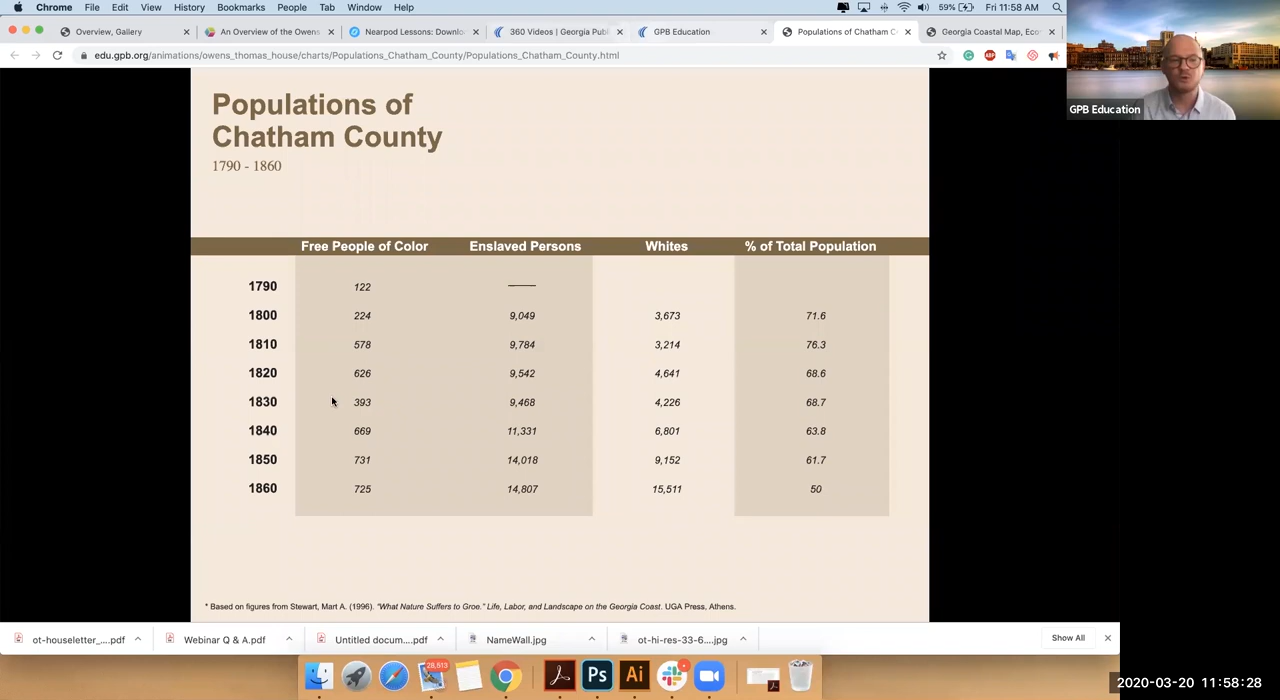 Chrome File Edit View History Bookmarks People Tab Window Help 59% Fri 11:58 AM
Overview, Gallery An Overview of the Owens Nearpod Lessons: Downlo 360 Videos | Georgia Publ GPB Education Populations of Chatham C Georgia Coastal Map, Eco
edu.gpb.org/animations/owens_thomas_house/charts/Populations_Chatham_County/Populations_Chatham_County.html
ABP
GPB Education
Populations of
Chatham County
1790 - 1860
Free People of Color Enslaved Persons Whites % of Total Population
1790 122 ——
1800 224 9,049 3,673 71.6
1810 578 9,784 3,214 76.3
1820 626 9,542 4,641 68.6
1830 393 9,468 4,226 68.7
1840 669 11,331 6,801 63.8
1850 731 14,018 9,152 61.7
1860 725 14,807 15,511 50
* Based on figures from Stewart, Mart A. (1996). "What Nature Suffers to Groe." Life, Labor, and Landscape on the Georgia Coast. UGA Press, Athens.
ot-houseletter_....pdf Webinar Q & A.pdf Untitled docum....pdf NameWall.jpg ot-hi-res-33-6....jpg Show All
28,513 Ps Ai
2020-03-20 11:58:28